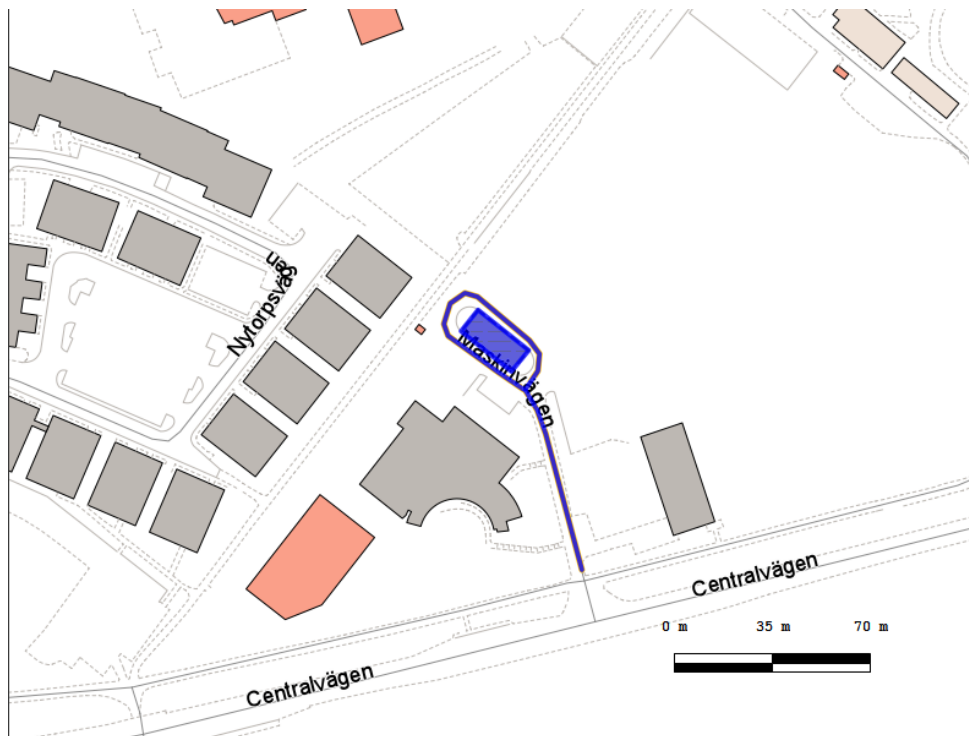 Nytorpsvägen
Maskinvägen
Centralvägen
0 m 35 m 70 m
Centralvägen